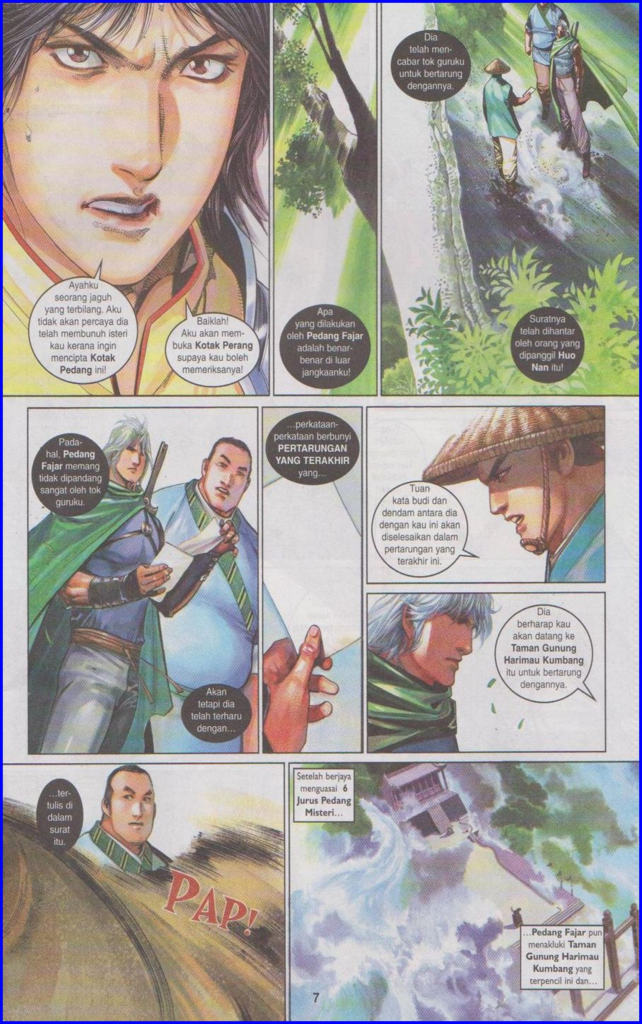 Ayahku
seorang jaguh
yang terbilang. Aku
tidak akan percaya dia
telah membunuh isteri
kau kerana ingin
mencipta Kotak
Pedang ini!
Baiklah!
Aku akan mem-
buka Kotak Perang
supaya kau boleh
memeriksanya!
Apa
yang dilakukan
oleh Pedang Fajar
adalah benar-
benar di luar
jangkaanku!
Dia
telah men-
cabar tok guruku
untuk bertarung
dengannya.
Suratnya
telah dihantar
oleh orang yang
dipanggil Huo
Nan itu!
Pada-
hal, Pedang
Fajar memang
tidak dipandang
sangat oleh tok
guruku.
Akan
tetapi dia
telah terharu
dengan...
...perkataan-
perkataan berbunyi
PERTARUNGAN
YANG TERAKHIR
yang...
Tuan
kata budi dan
dendam antara dia
dengan kau ini akan
diselesaikan dalam
pertarungan yang
terakhir ini.
Dia
berharap kau
akan datang ke
Taman Gunung
Harimau Kumbang
itu untuk bertarung
dengannya.
...ter-
tulis di
dalam
surat
itu.
PAP!
Setelah berjaya
menguasai 6
Jurus Pedang
Misteri...
...Pedang Fajar pun
menakluki Taman
Gunung Harimau
Kumbang yang
terpencil ini dan...
7